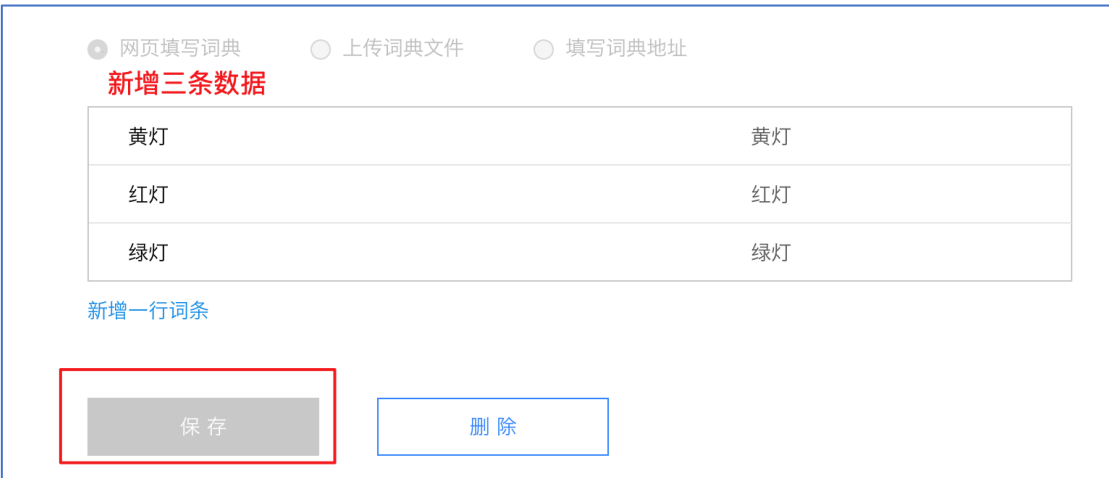 网页填写词典 上传词典文件 填写词典地址
新增三条数据
黄灯 黄灯
红灯 红灯
绿灯 绿灯
新增一行词条
保存 删除